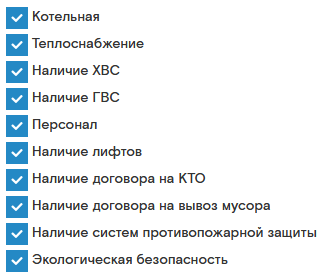 Котельная
Теплоснабжение
Наличие ХВС
Наличие ГВС
Персонал
Наличие лифтов
Наличие договора на КТО
Наличие договора на вывоз мусора
Наличие систем противопожарной защиты
Экологическая безопасность